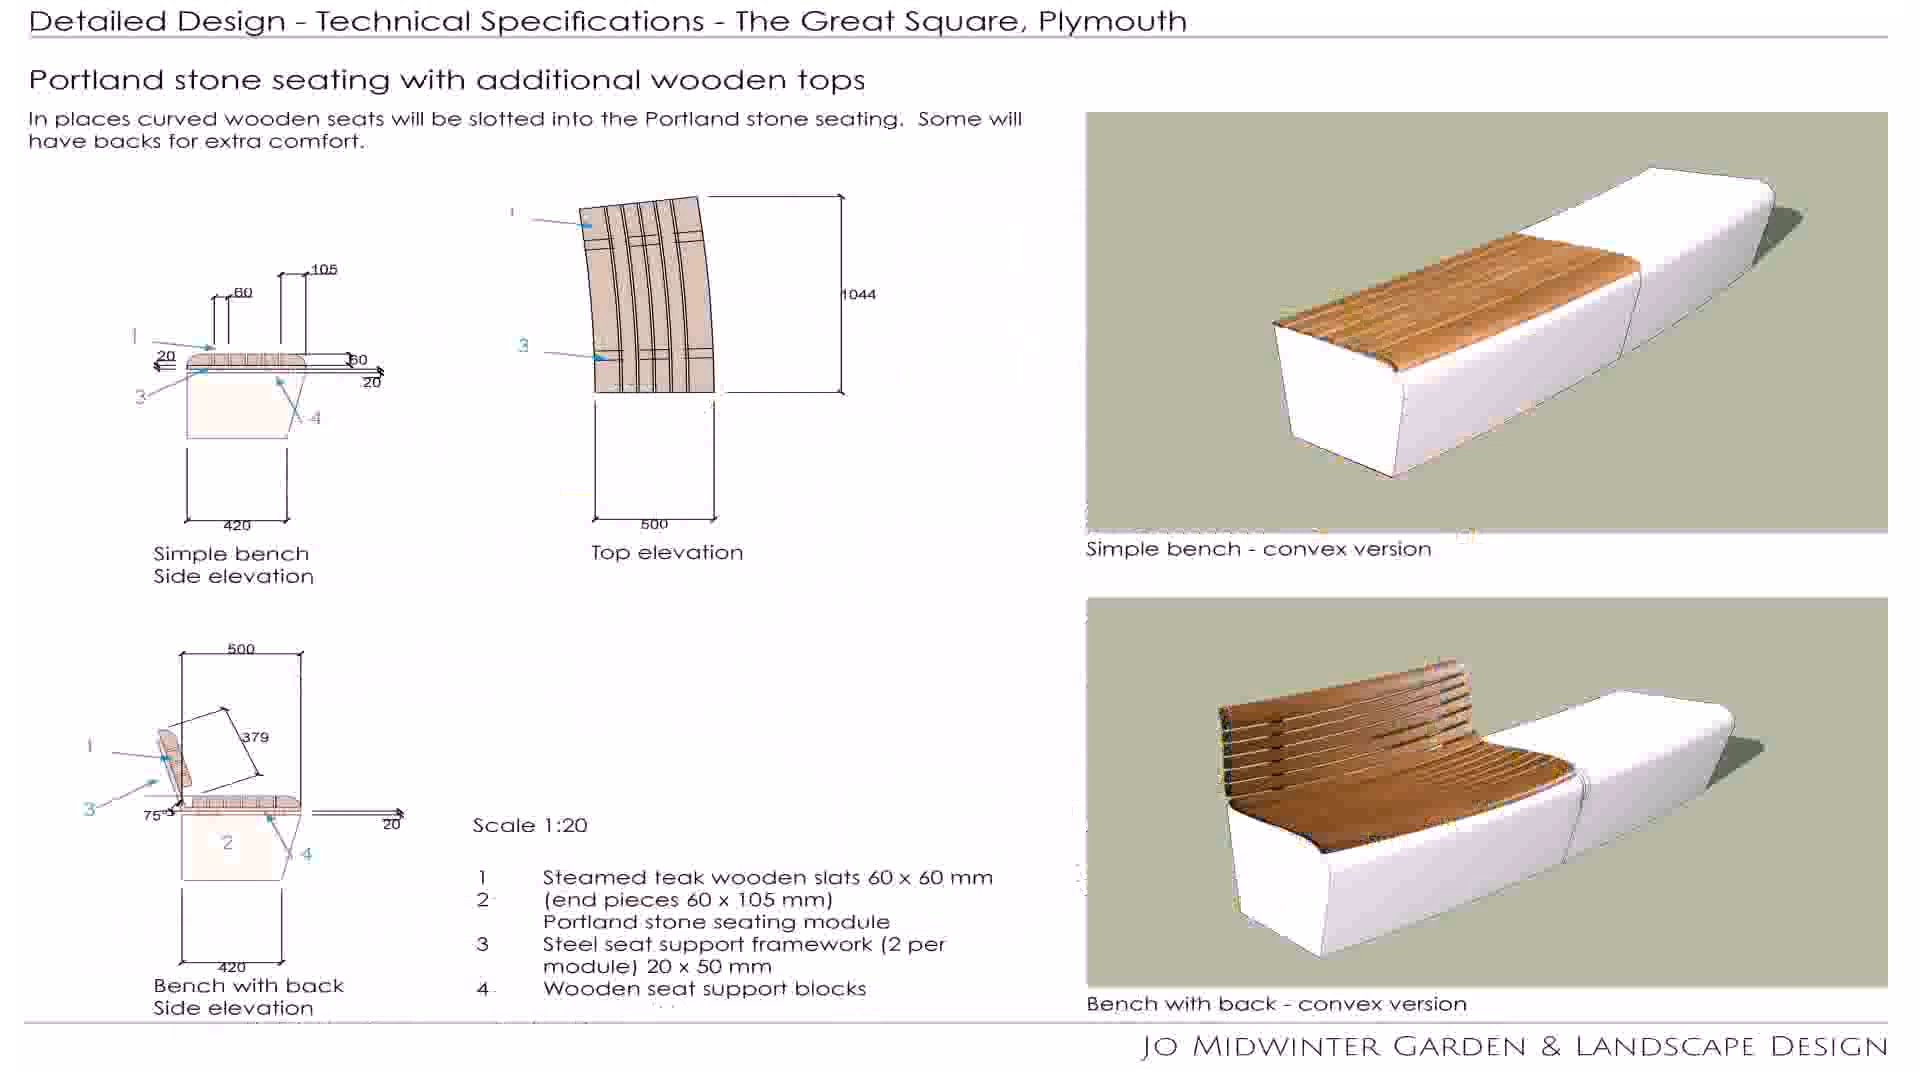 Detailed Design - Technical Specifications - The Great Square, Plymouth
Portland stone seating with additional wooden tops
In places curved wooden seats will be slotted into the Portland stone seating. Some will
have backs for extra comfort.
105
60
1
20
60
20
3
4
420
Simple bench
Side elevation
1
3
1044
500
Top elevation
Simple bench - convex version
500
379
1
3
75°
2
20
4
420
Bench with back
Side elevation
Scale 1:20
1 Steamed teak wooden slats 60 x 60 mm
2 (end pieces 60 x 105 mm)
Portland stone seating module
3 Steel seat support framework (2 per
module) 20 x 50 mm
4 Wooden seat support blocks
Bench with back - convex version
Jo Midwinter Garden & Landscape Design